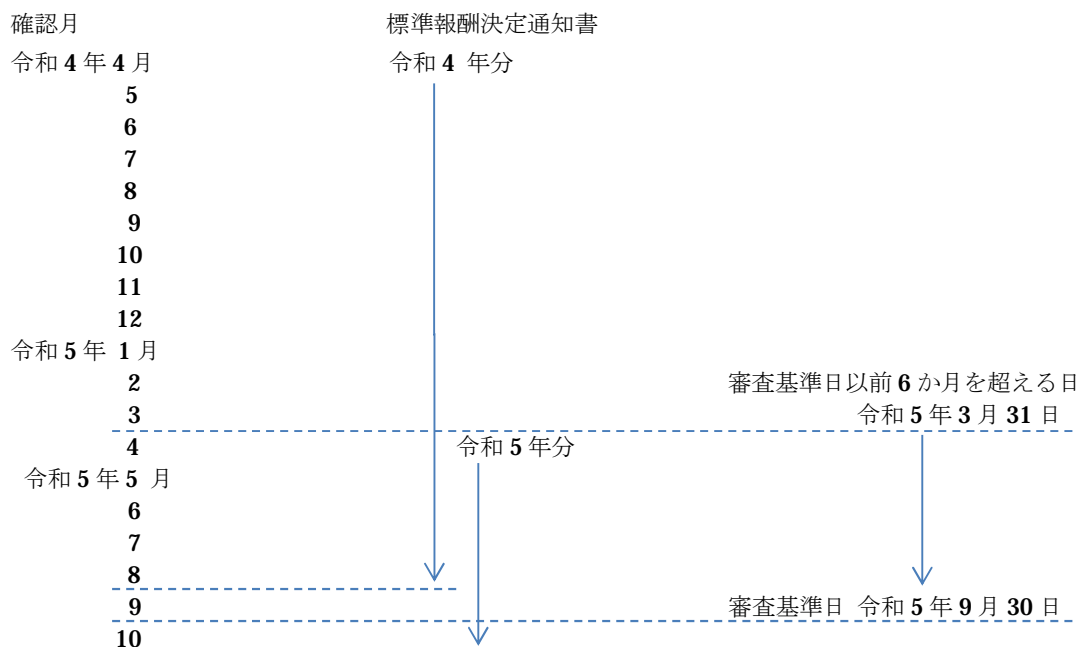 確認月 標準報酬決定通知書
令和 4 年 4 月 令和 4 年分
5
6
7
8
9
10
11
12
令和 5 年 1 月
2 審査基準日以前 6 か月を超える日
3 令和 5 年 3 月 31 日
4 令和 5 年分
令和 5 年 5 月
6
7
8
9 審査基準日 令和 5 年 9 月 30 日
10